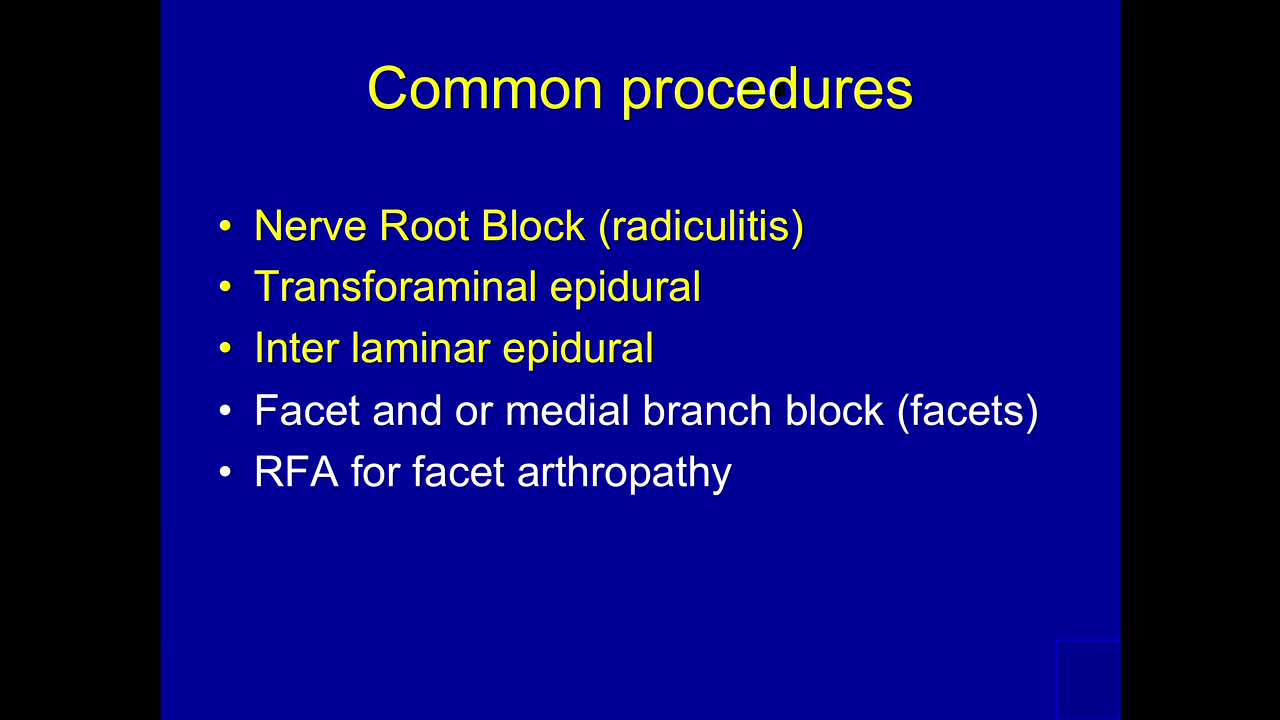 Common procedures
• Nerve Root Block (radiculitis)
• Transforaminal epidural
• Inter laminar epidural
• Facet and or medial branch block (facets)
• RFA for facet arthropathy